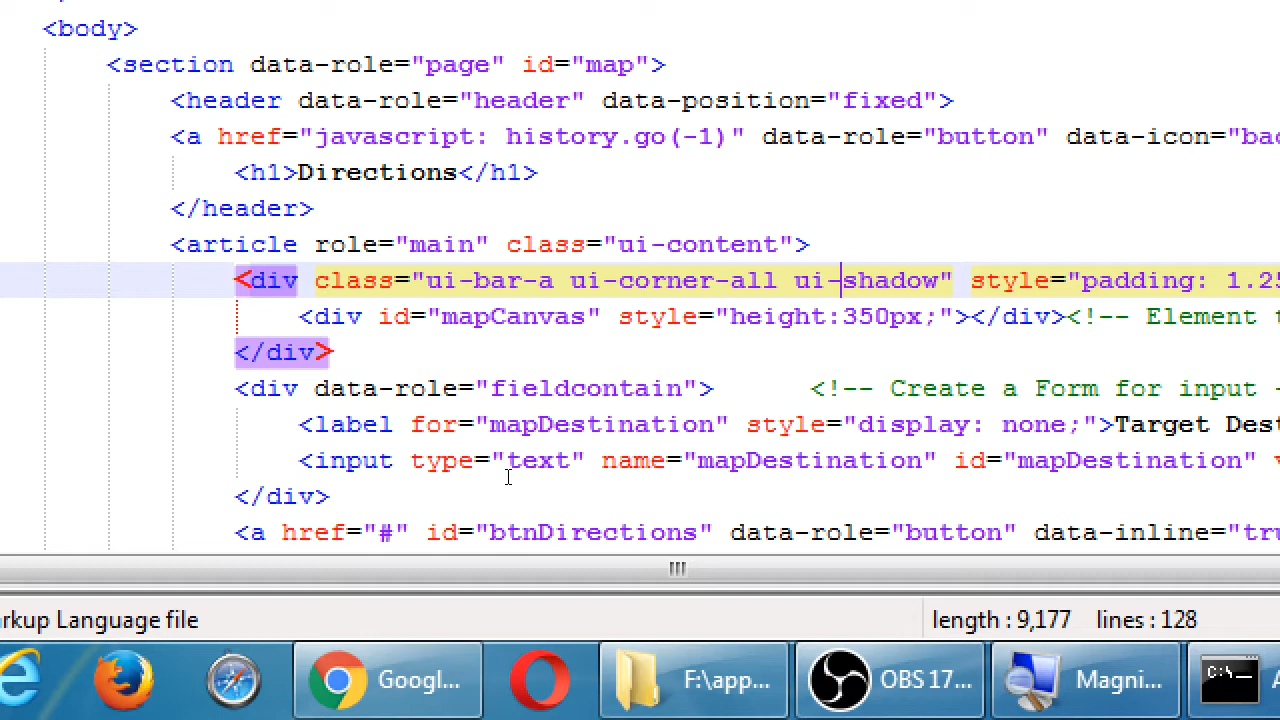 <body>
<section data-role="page" id="map">
<header data-role="header" data-position="fixed">
<a href="javascript: history.go(-1)" data-role="button" data-icon="bac
<h1>Directions</h1>
</header>
<article role="main" class="ui-content">
<div class="ui-bar-a ui-corner-all ui-shadow" style="padding: 1.25
<div id="mapCanvas" style="height:350px;"></div><!-- Element t
</div>
<div data-role="fieldcontain"> <!-- Create a Form for input -
<label for="mapDestination" style="display: none;">Target Dest
<input type="text" name="mapDestination" id="mapDestination" v
</div>
<a href="#" id="btnDirections" data-role="button" data-inline="tru
arkup Language file length : 9,177 lines : 128
Googl... F:\app... OBS 17... Magni... C:\_ A